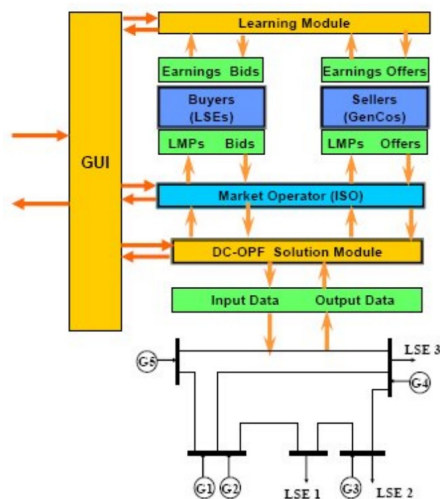 Learning Module
Earnings Bids
Earnings Offers
Buyers
(LSEs)
Sellers
(GenCos)
LMPs Bids
LMPs Offers
GUI
Market Operator (ISO)
DC-OPF Solution Module
Input Data Output Data
LSE 3
G5
G4
G1
G2
LSE 1
G3
LSE 2